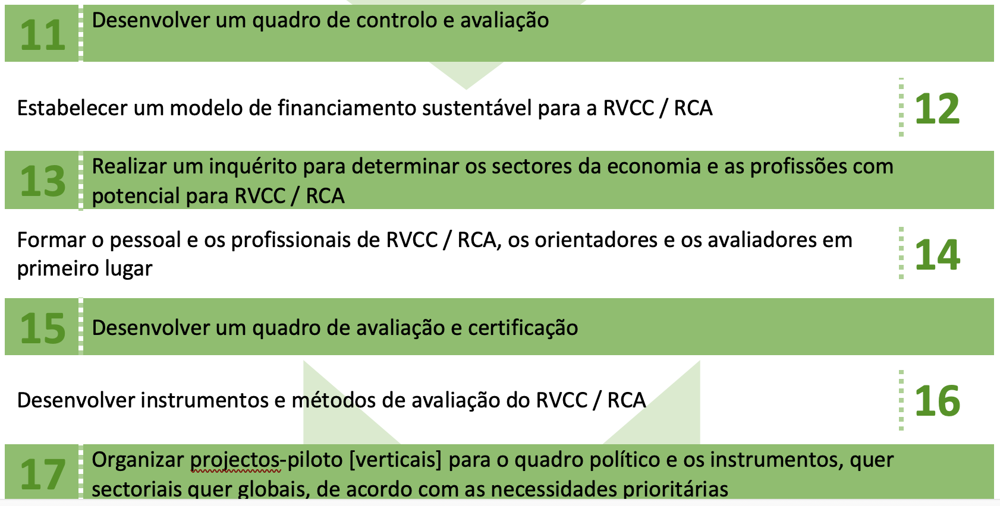 11 Desenvolver um quadro de controlo e avaliação
Estabelecer um modelo de financiamento sustentável para a RVCC / RCA 12
13 Realizar um inquérito para determinar os sectores da economia e as profissões com
potencial para RVCC / RCA
Formar o pessoal e os profissionais de RVCC / RCA, os orientadores e os avaliadores em
primeiro lugar 14
15 Desenvolver um quadro de avaliação e certificação
Desenvolver instrumentos e métodos de avaliação do RVCC / RCA 16
17 Organizar projectos-piloto [verticais] para o quadro político e os instrumentos, quer
sectoriais quer globais, de acordo com as necessidades prioritárias